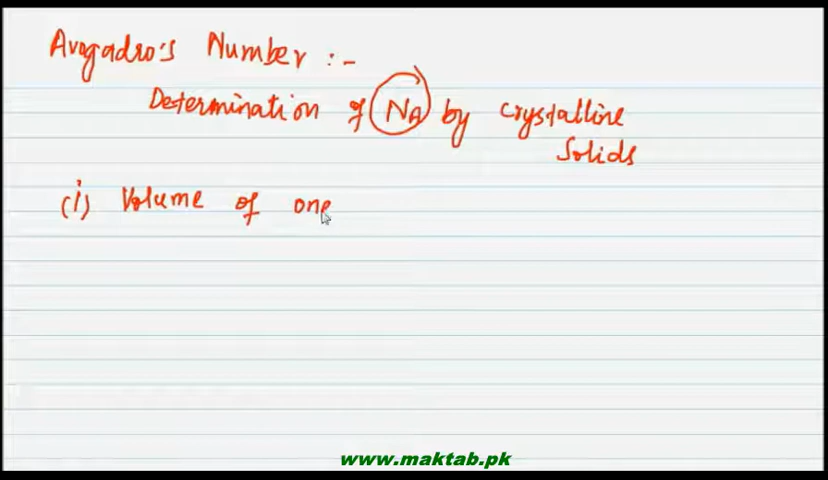 Avogadro's Number :-
Determination of NA by crystalline
Solids
(i) Volume of one
www.maktab.pk